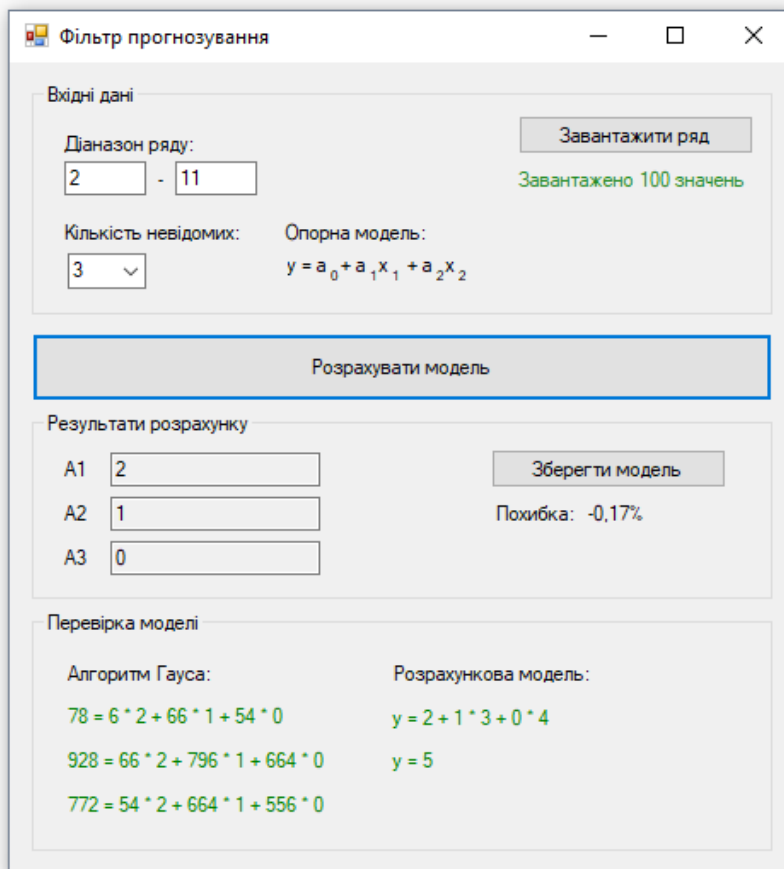 Фільтр прогнозування
Вхідні дані
Діаназон ряду:
Завантажити ряд
2 - 11
Завантажено 100 значень
Кількість невідомих:
Опорна модель:
3
y = a0 + a1x1 + a2x2
Розрахувати модель
Результати розрахунку
A1 2
Зберегти модель
A2 1
Похибка: -0,17%
A3 0
Перевірка моделі
Алгоритм Гауса:
Розрахункова модель:
78 = 6 * 2 + 66 * 1 + 54 * 0
y = 2 + 1 * 3 + 0 * 4
928 = 66 * 2 + 796 * 1 + 664 * 0
y = 5
772 = 54 * 2 + 664 * 1 + 556 * 0